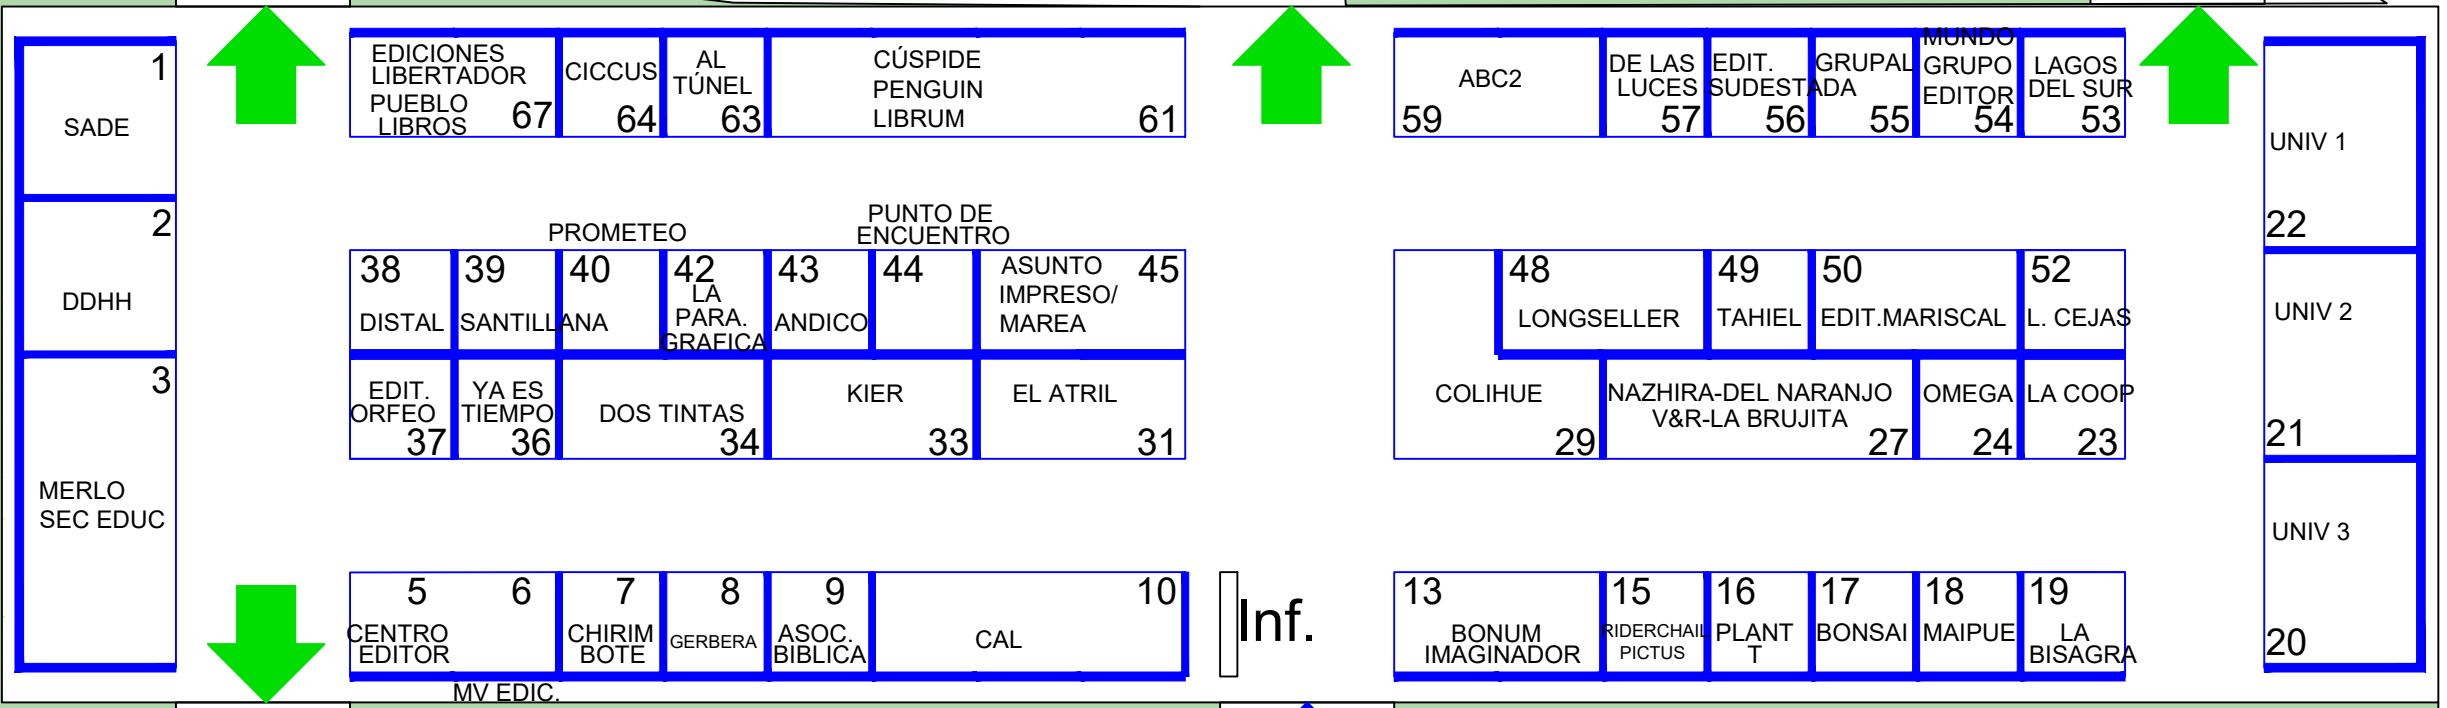 1
SADE
2
DDHH
3
MERLO
SEC EDUC
EDICIONES
LIBERTADOR
PUEBLO
LIBROS
67
CICCUS
64
AL
TÚNEL
63
CÚSPIDE
PENGUIN
LIBRUM
61
ABC2
59
DE LAS
LUCES
57
EDIT.
SUDESTADA
56
GRUPAL
55
MUNDO
GRUPO
EDITOR
54
LAGOS
DEL SUR
53
UNIV 1
22
UNIV 2
21
UNIV 3
20
38
DISTAL
39
SANTILLANA
PROMETEO
40
42
LA
PARA.
GRAFICA
43
ANDICO
PUNTO DE
ENCUENTRO
44
ASUNTO
IMPRESO/
MAREA
45
48
LONGSELLER
49
TAHIEL
50
EDIT.MARISCAL
52
L. CEJAS
EDIT.
ORFEO
37
YA ES
TIEMPO
36
DOS TINTAS
34
KIER
33
EL ATRIL
31
COLIHUE
29
NAZHIRA-DEL NARANJO
V&R-LA BRUJITA
27
OMEGA
24
LA COOP
23
5
CENTRO
EDITOR
6
MV EDIC.
7
CHIRIM
BOTE
8
GERBERA
9
ASOC.
BIBLICA
10
CAL
Inf.
13
BONUM
IMAGINADOR
15
RIDERCHAIL
PICTUS
16
PLANT
T
17
BONSAI
18
MAIPUE
19
LA
BISAGRA